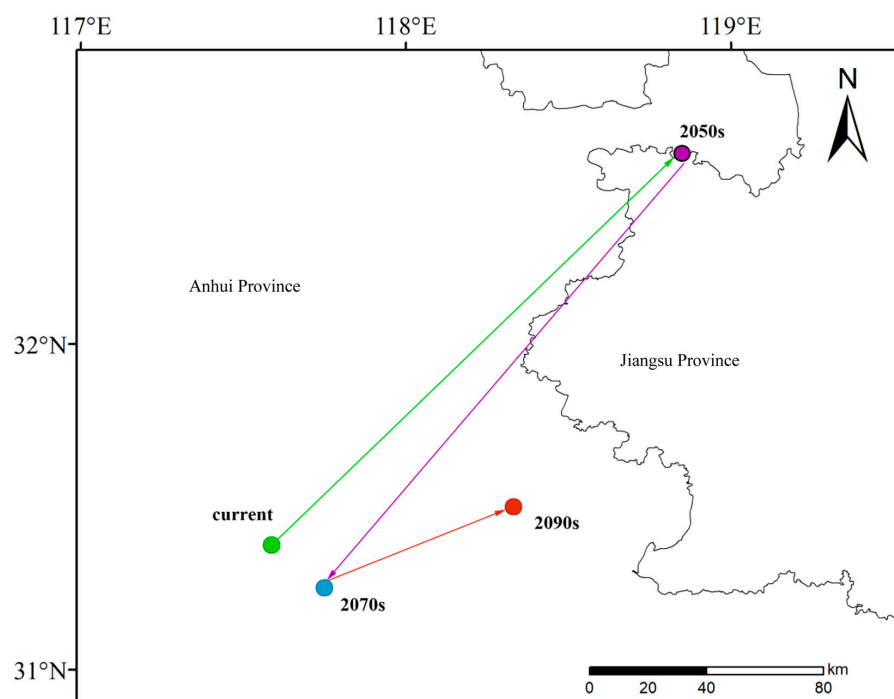 117°E 118°E 119°E
N
2050s
Anhui Province
32°N
Jiangsu Province
current
2090s
2070s
31°N
km
0 20 40 80